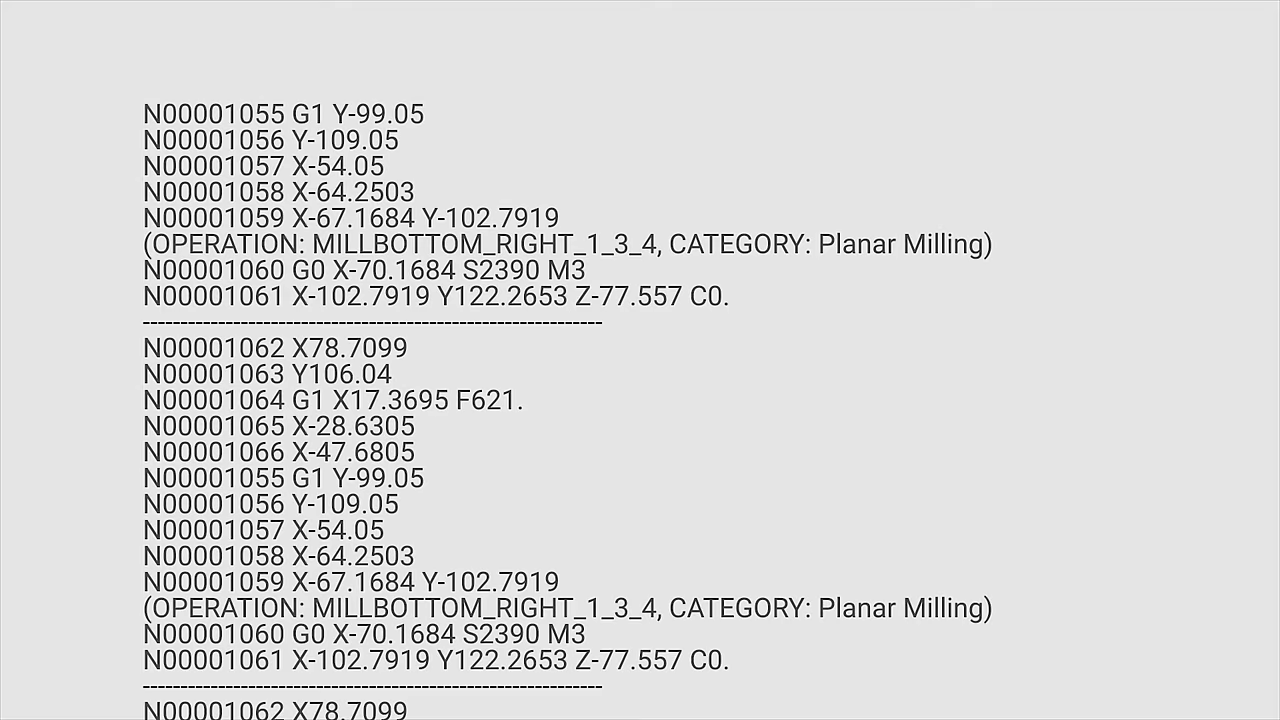 N00001055 G1 Y-99.05
N00001056 Y-109.05
N00001057 X-54.05
N00001058 X-64.2503
N00001059 X-67.1684 Y-102.7919
(OPERATION: MILLBOTTOM_RIGHT_1_3_4, CATEGORY: Planar Milling)
N00001060 G0 X-70.1684 S2390 M3
N00001061 X-102.7919 Y122.2653 Z-77.557 C0.
-------------------------------------------------------------
N00001062 X78.7099
N00001063 Y106.04
N00001064 G1 X17.3695 F621.
N00001065 X-28.6305
N00001066 X-47.6805
N00001055 G1 Y-99.05
N00001056 Y-109.05
N00001057 X-54.05
N00001058 X-64.2503
N00001059 X-67.1684 Y-102.7919
(OPERATION: MILLBOTTOM_RIGHT_1_3_4, CATEGORY: Planar Milling)
N00001060 G0 X-70.1684 S2390 M3
N00001061 X-102.7919 Y122.2653 Z-77.557 C0.
-------------------------------------------------------------
N00001062 X78.7099